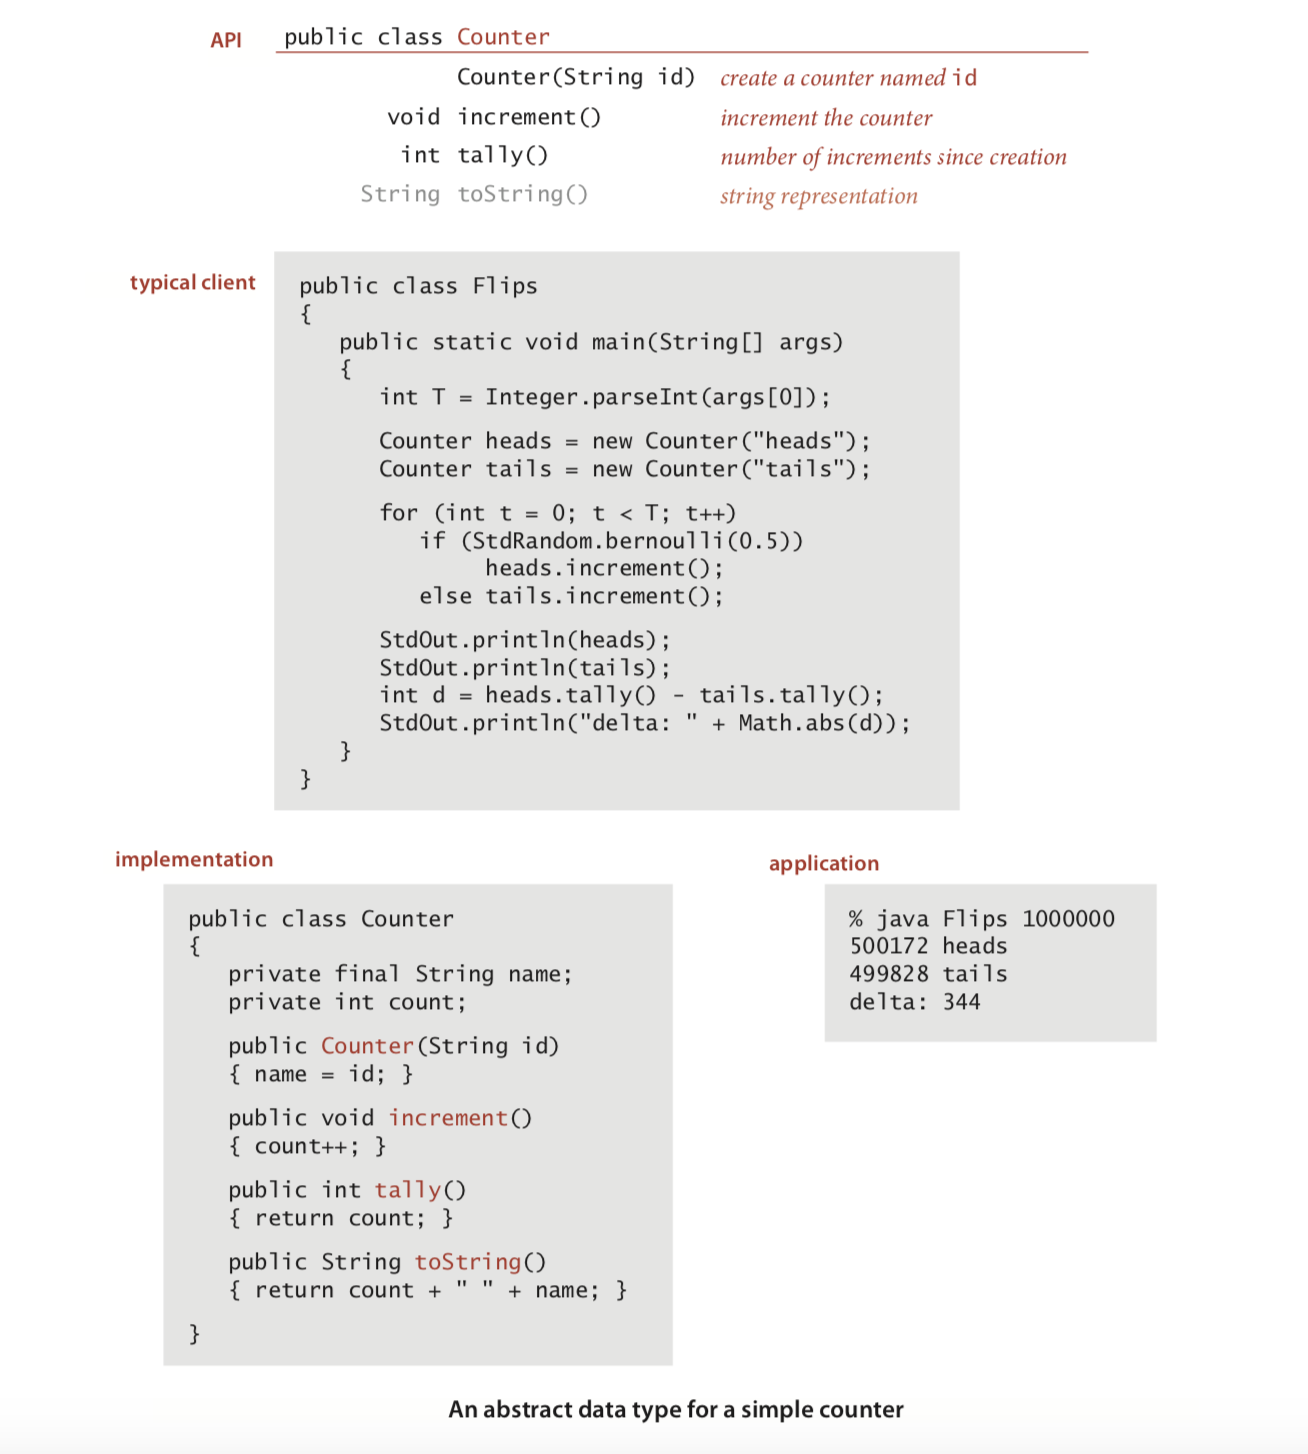 API public class Counter
Counter(String id) create a counter named id
void increment() increment the counter
int tally() number of increments since creation
String toString() string representation
typical client
public class Flips
{
public static void main(String[] args)
{
int T = Integer.parseInt(args[0]);
Counter heads = new Counter("heads");
Counter tails = new Counter("tails");
for (int t = 0; t < T; t++)
if (StdRandom.bernoulli(0.5))
heads.increment();
else tails.increment();
StdOut.println(heads);
StdOut.println(tails);
int d = heads.tally() - tails.tally();
StdOut.println("delta: " + Math.abs(d));
}
}
implementation
public class Counter
{
private final String name;
private int count;
public Counter(String id)
{ name = id; }
public void increment()
{ count++; }
public int tally()
{ return count; }
public String toString()
{ return count + " " + name; }
}
application
% java Flips 1000000
500172 heads
499828 tails
delta: 344
An abstract data type for a simple counter